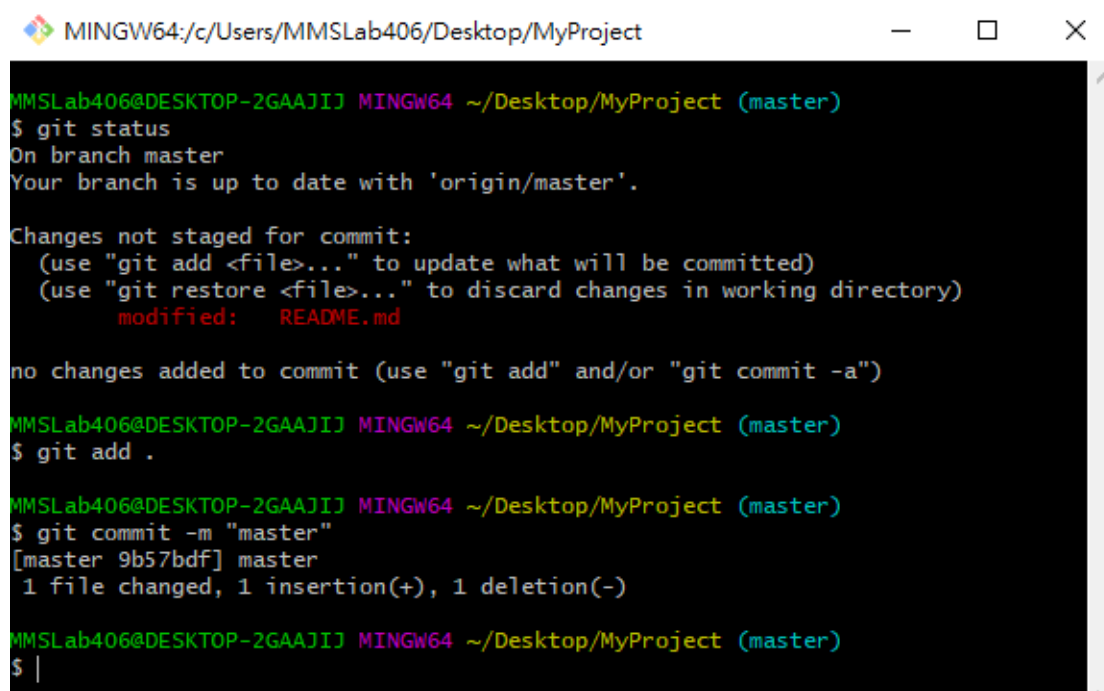 MINGW64:/c/Users/MMSLab406/Desktop/MyProject
MMSLab406@DESKTOP-2GAAJIJ MINGW64 ~/Desktop/MyProject (master)
$ git status
On branch master
Your branch is up to date with 'origin/master'.
Changes not staged for commit:
  (use "git add <file>..." to update what will be committed)
  (use "git restore <file>..." to discard changes in working directory)
        modified:   README.md
no changes added to commit (use "git add" and/or "git commit -a")
MMSLab406@DESKTOP-2GAAJIJ MINGW64 ~/Desktop/MyProject (master)
$ git add .
MMSLab406@DESKTOP-2GAAJIJ MINGW64 ~/Desktop/MyProject (master)
$ git commit -m "master"
[master 9b57bdf] master
 1 file changed, 1 insertion(+), 1 deletion(-)
MMSLab406@DESKTOP-2GAAJIJ MINGW64 ~/Desktop/MyProject (master)
$